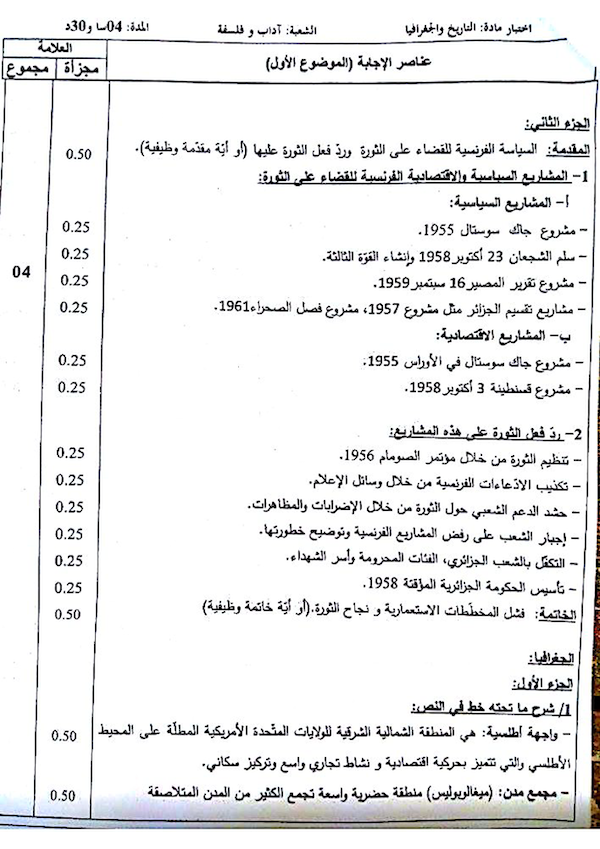 اختبار مادة: التاريخ والجغرافيا الشعبة: آداب و فلسفة المدة: 04سا و30د
عناصر الإجابة (الموضوع الأول) العلامة
مجزأة مجموع
الجزء الثاني:
المقدمة: السياسة الفرنسية للقضاء على الثورة وردّ فعل الثورة عليها (أو أيّة مقدّمة وظيفية). 0.50
1- المشاريع السياسية والاقتصادية الفرنسية للقضاء على الثورة:
أ- المشاريع السياسية:
- مشروع جاك سوستال 1955. 0.25
- سلم الشجعان 23 أكتوبر 1958 وإنشاء القوّة الثالثة. 0.25 04
- مشروع تقرير المصير 16 سبتمبر 1959. 0.25
- مشاريع تقسيم الجزائر مثل مشروع 1957، مشروع فصل الصحراء 1961. 0.25
ب- المشاريع الاقتصادية:
- مشروع جاك سوستال في الأوراس 1955. 0.25
- مشروع قسنطينة 3 أكتوبر 1958. 0.25
2- ردّ فعل الثورة على هذه المشاريع:
- تنظيم الثورة من خلال مؤتمر الصومام 1956. 0.25
- تكذيب الادّعاءات الفرنسية من خلال وسائل الإعلام. 0.25
- حشد الدعم الشعبي حول الثورة من خلال الإضرابات والمظاهرات. 0.25
- إجبار الشعب على رفض المشاريع الفرنسية وتوضيح خطورتها. 0.25
- التكفّل بالشعب الجزائري، الفئات المحرومة وأسر الشهداء. 0.25
- تأسيس الحكومة الجزائرية المؤقتة 1958. 0.25
الخاتمة: فشل المخطّطات الاستعمارية و نجاح الثورة.(أو أيّة خاتمة وظيفية) 0.50
الجغرافيا:
الجزء الأول:
1/ شرح ما تحته خط في النص:
- واجهة أطلسية: هي المنطقة الشمالية الشرقية للولايات المتّحدة الأمريكية المطلّة على المحيط 0.50
الأطلسي والتي تتميز بحركية اقتصادية و نشاط تجاري واسع وتركيز سكاني.
- مجمع مدن: (ميغالوبوليس) منطقة حضرية واسعة تجمع الكثير من المدن المتلاصقة 0.50